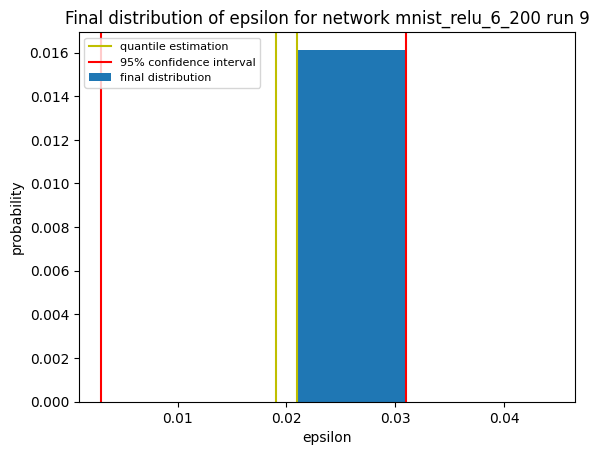 Final distribution of epsilon for network mnist_relu_6_200 run 9
quantile estimation
95% confidence interval
final distribution
0.016
0.014
0.012
0.010
0.008
0.006
0.004
0.002
0.000
probability
0.01 0.02 0.03 0.04
epsilon